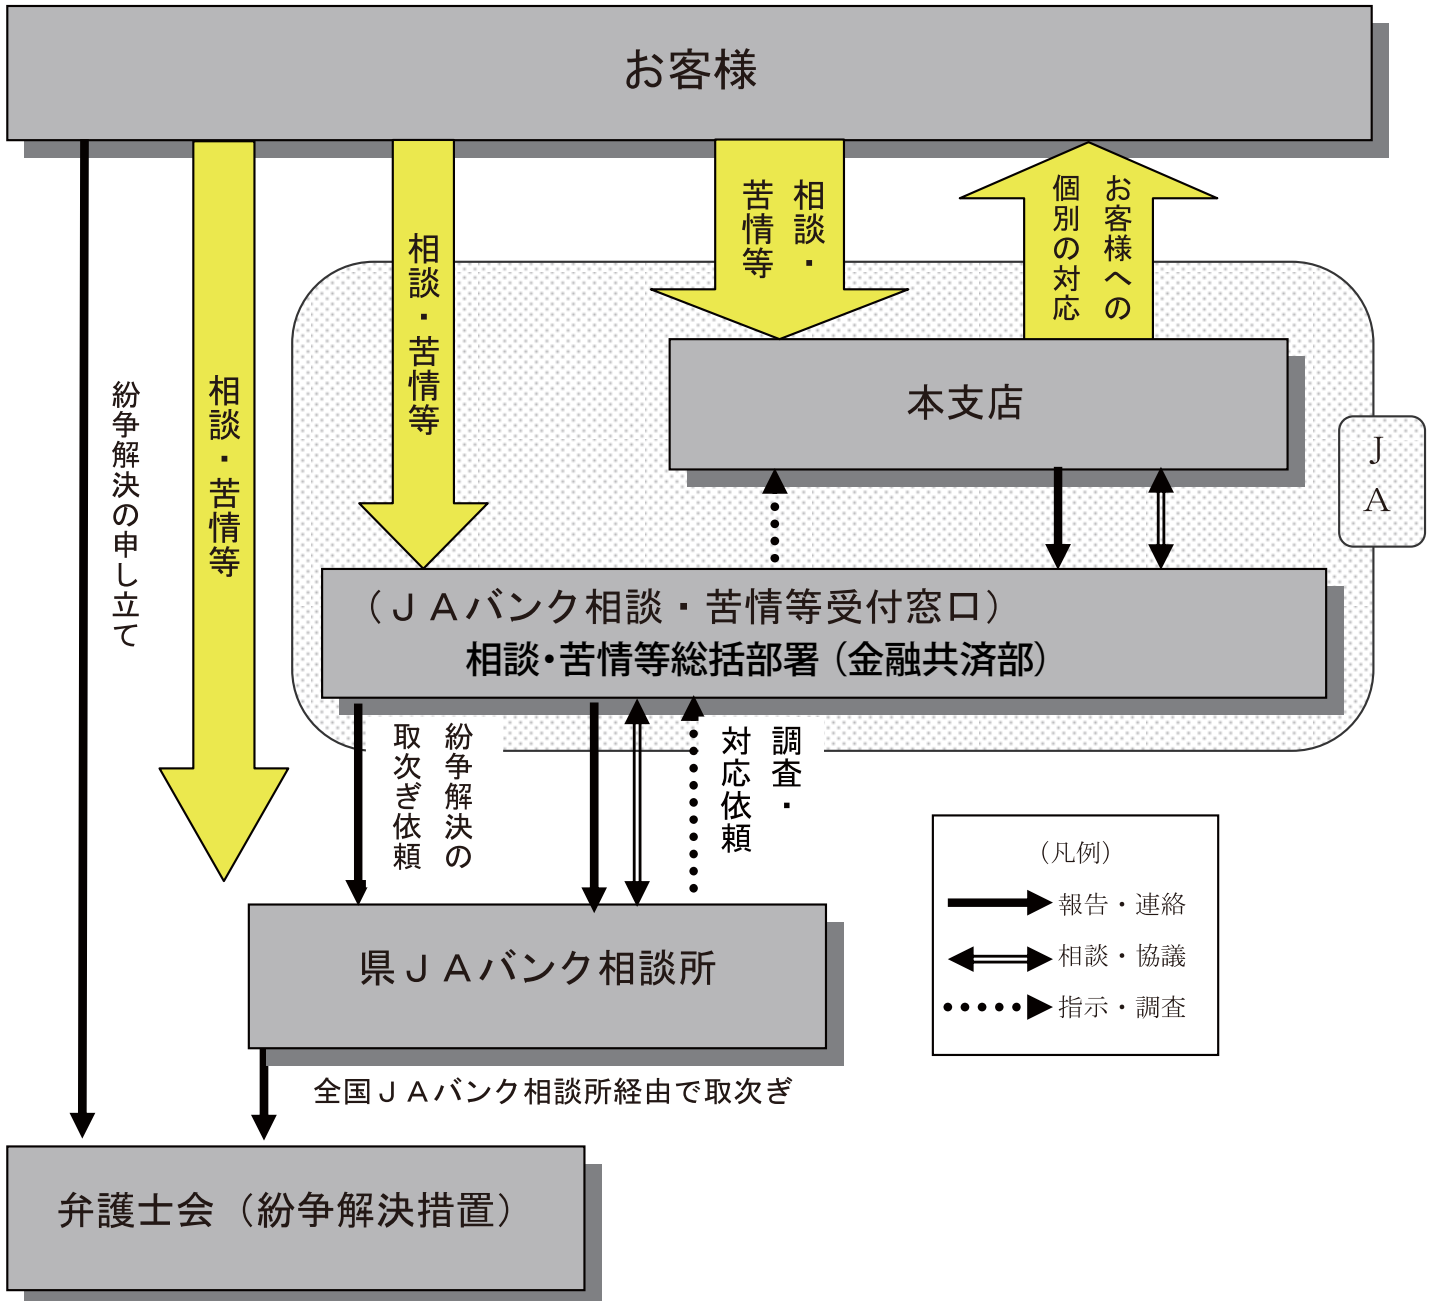 お客様
紛争解決の申し立て
相談・苦情等
相談・苦情等
相談・
苦情等
お客様への
個別の対応
本支店
ＪＡ
（ＪＡバンク相談・苦情等受付窓口）
相談・苦情等総括部署（金融共済部）
紛争解決の
取次ぎ依頼
調査・
対応依頼
（凡例）
報告・連絡
相談・協議
指示・調査
県ＪＡバンク相談所
全国ＪＡバンク相談所経由で取次ぎ
弁護士会（紛争解決措置）